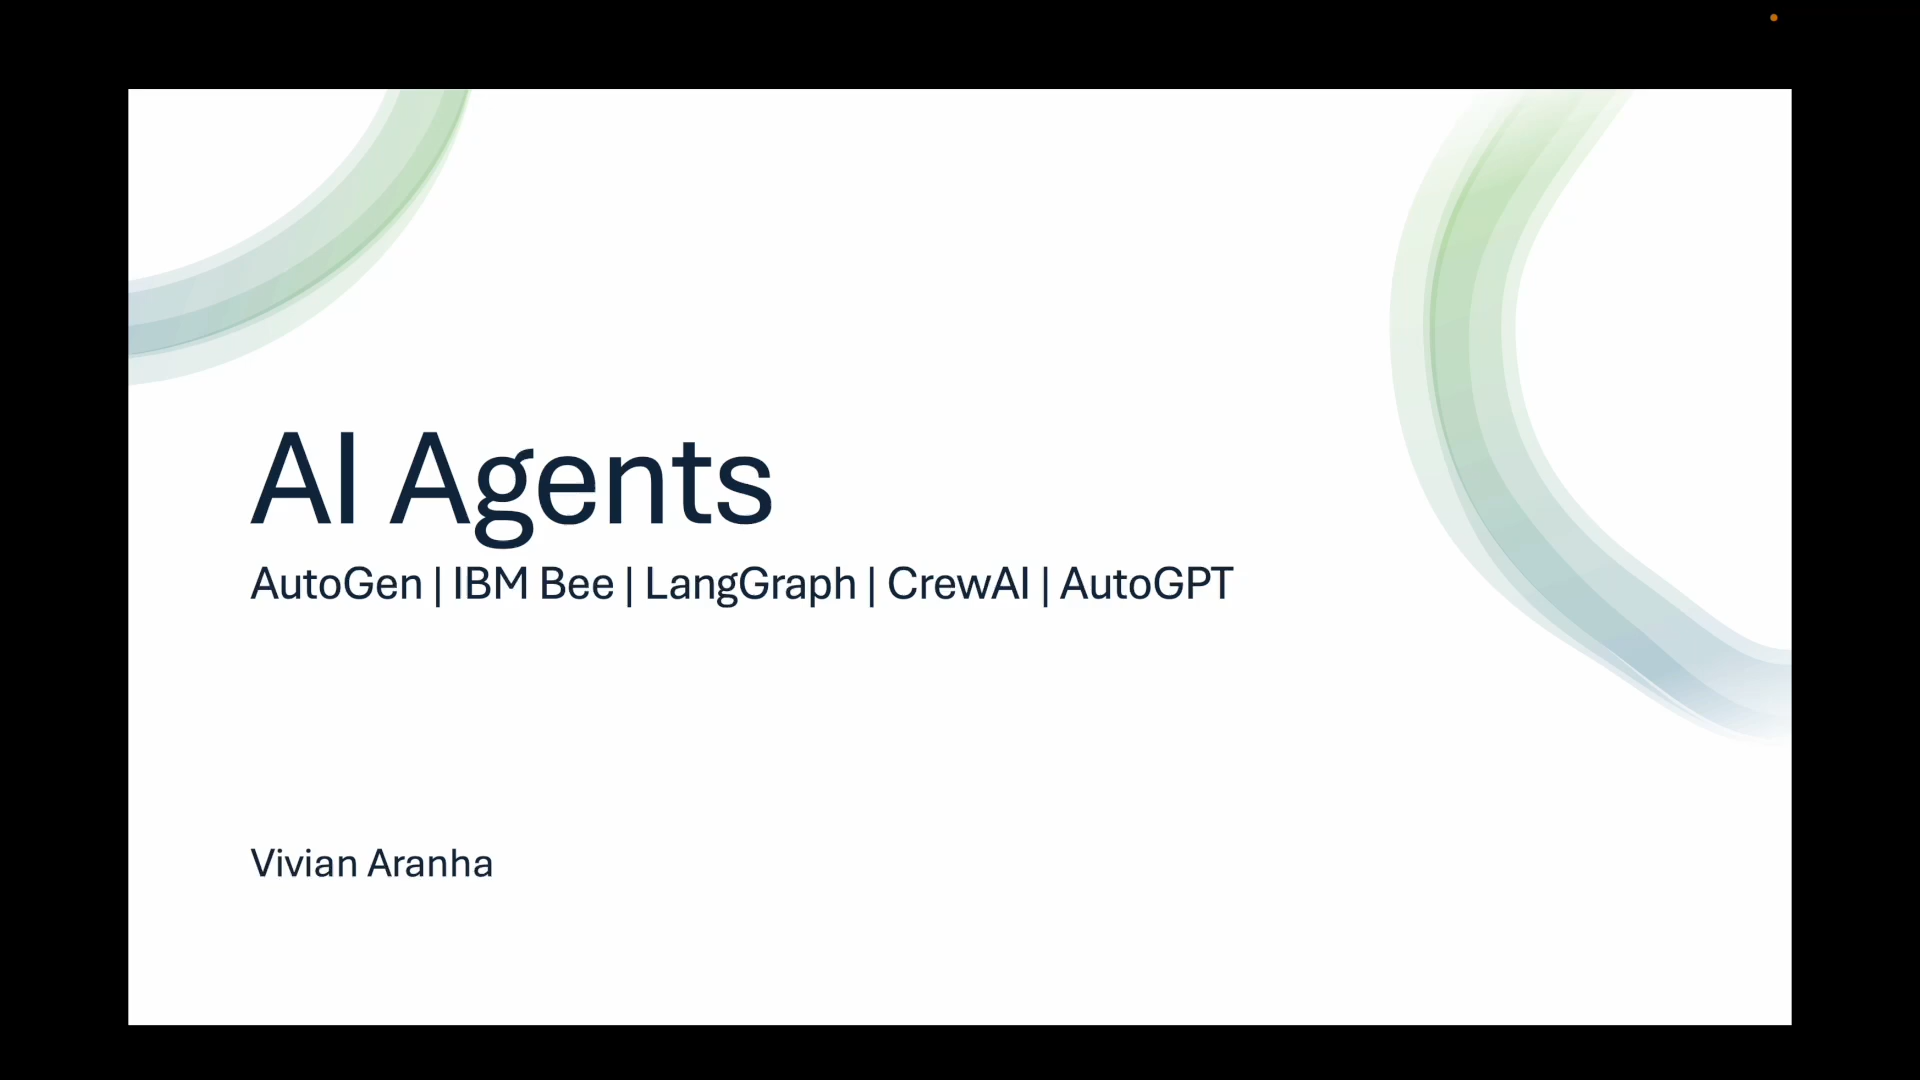 AI Agents
AutoGen | IBM Bee | LangGraph | CrewAI | AutoGPT
Vivian Aranha